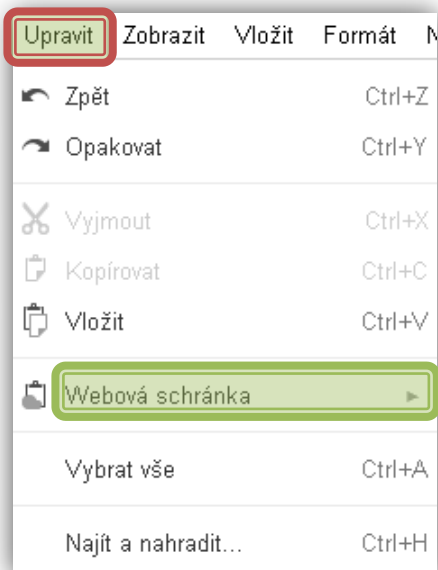 Upravit Zobrazit Vložit Formát
Zpět Ctrl+Z
Opakovat Ctrl+Y
Vyjmout Ctrl+X
Kopírovat Ctrl+C
Vložit Ctrl+V
Webová schránka
Vybrat vše Ctrl+A
Najít a nahradit... Ctrl+H